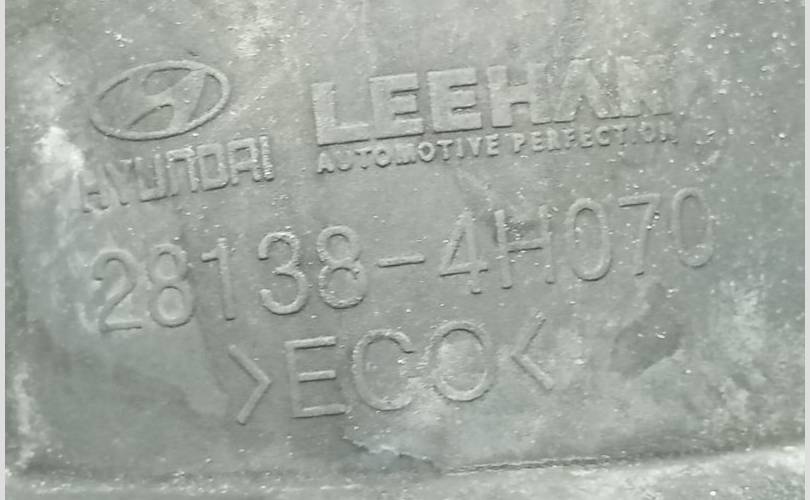 LEEHAN
HYUNDAI AUTOMOTIVE PERFECTION
28138-4H070
>ECO<